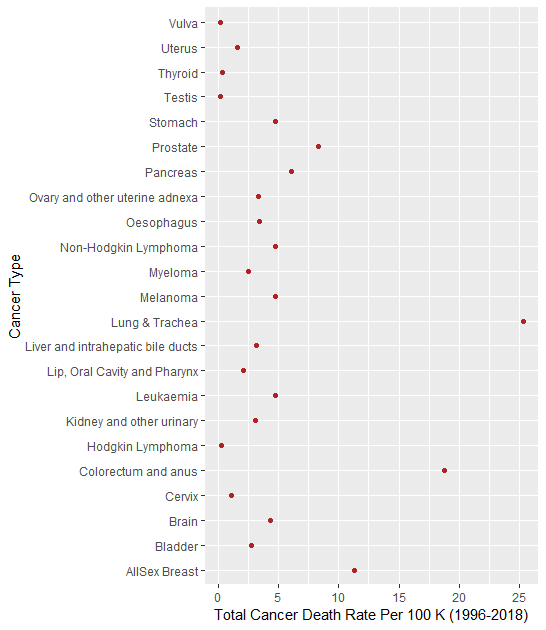 Vulva
Uterus
Thyroid
Testis
Stomach
Prostate
Pancreas
Ovary and other uterine adnexa
Oesophagus
Non-Hodgkin Lymphoma
Myeloma
Melanoma
Lung & Trachea
Liver and intrahepatic bile ducts
Lip, Oral Cavity and Pharynx
Leukaemia
Kidney and other urinary
Hodgkin Lymphoma
Colorectum and anus
Cervix
Brain
Bladder
AllSex Breast
Cancer Type
0 5 10 15 20 25
Total Cancer Death Rate Per 100 K (1996-2018)